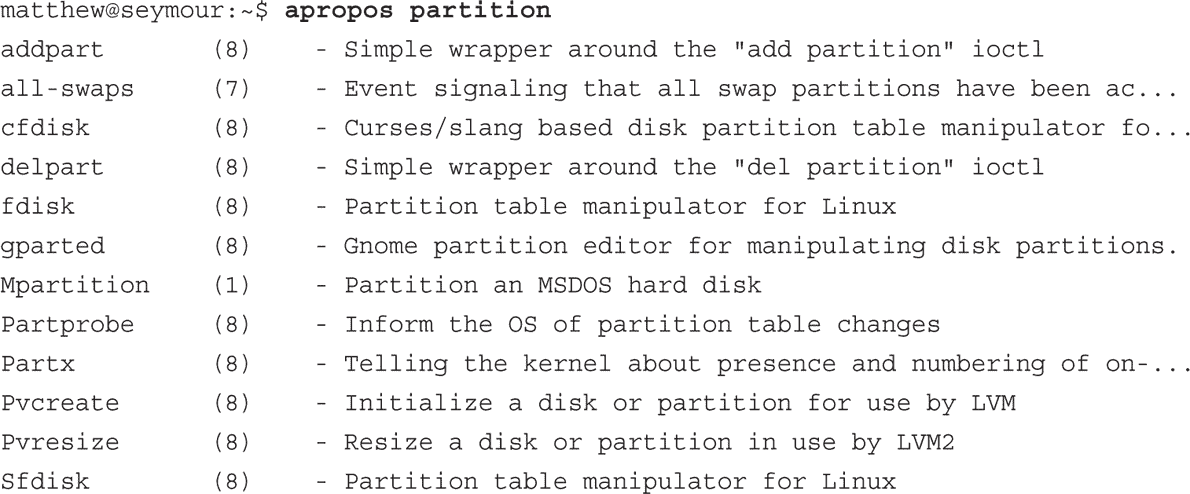 matthew@seymour:~$ apropos partition
addpart (8) - Simple wrapper around the "add partition" ioctl
all-swaps (7) - Event signaling that all swap partitions have been ac...
cfdisk (8) - Curses/slang based disk partition table manipulator fo...
delpart (8) - Simple wrapper around the "del partition" ioctl
fdisk (8) - Partition table manipulator for Linux
gparted (8) - Gnome partition editor for manipulating disk partitions.
Mpartition (1) - Partition an MSDOS hard disk
Partprobe (8) - Inform the OS of partition table changes
Partx (8) - Telling the kernel about presence and numbering of on-...
Pvcreate (8) - Initialize a disk or partition for use by LVM
Pvresize (8) - Resize a disk or partition in use by LVM2
Sfdisk (8) - Partition table manipulator for Linux